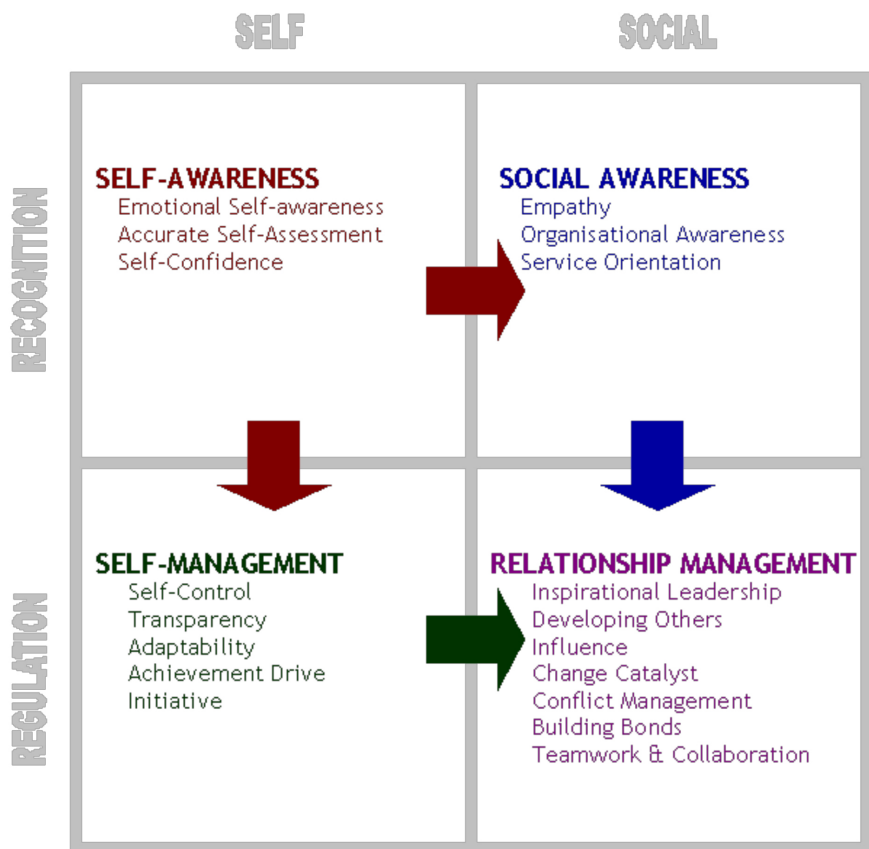 SELF
SOCIAL
RECOGNITION
SELF-AWARENESS
Emotional Self-awareness
Accurate Self-Assessment
Self-Confidence
SOCIAL AWARENESS
Empathy
Organisational Awareness
Service Orientation
REGULATION
SELF-MANAGEMENT
Self-Control
Transparency
Adaptability
Achievement Drive
Initiative
RELATIONSHIP MANAGEMENT
Inspirational Leadership
Developing Others
Influence
Change Catalyst
Conflict Management
Building Bonds
Teamwork & Collaboration